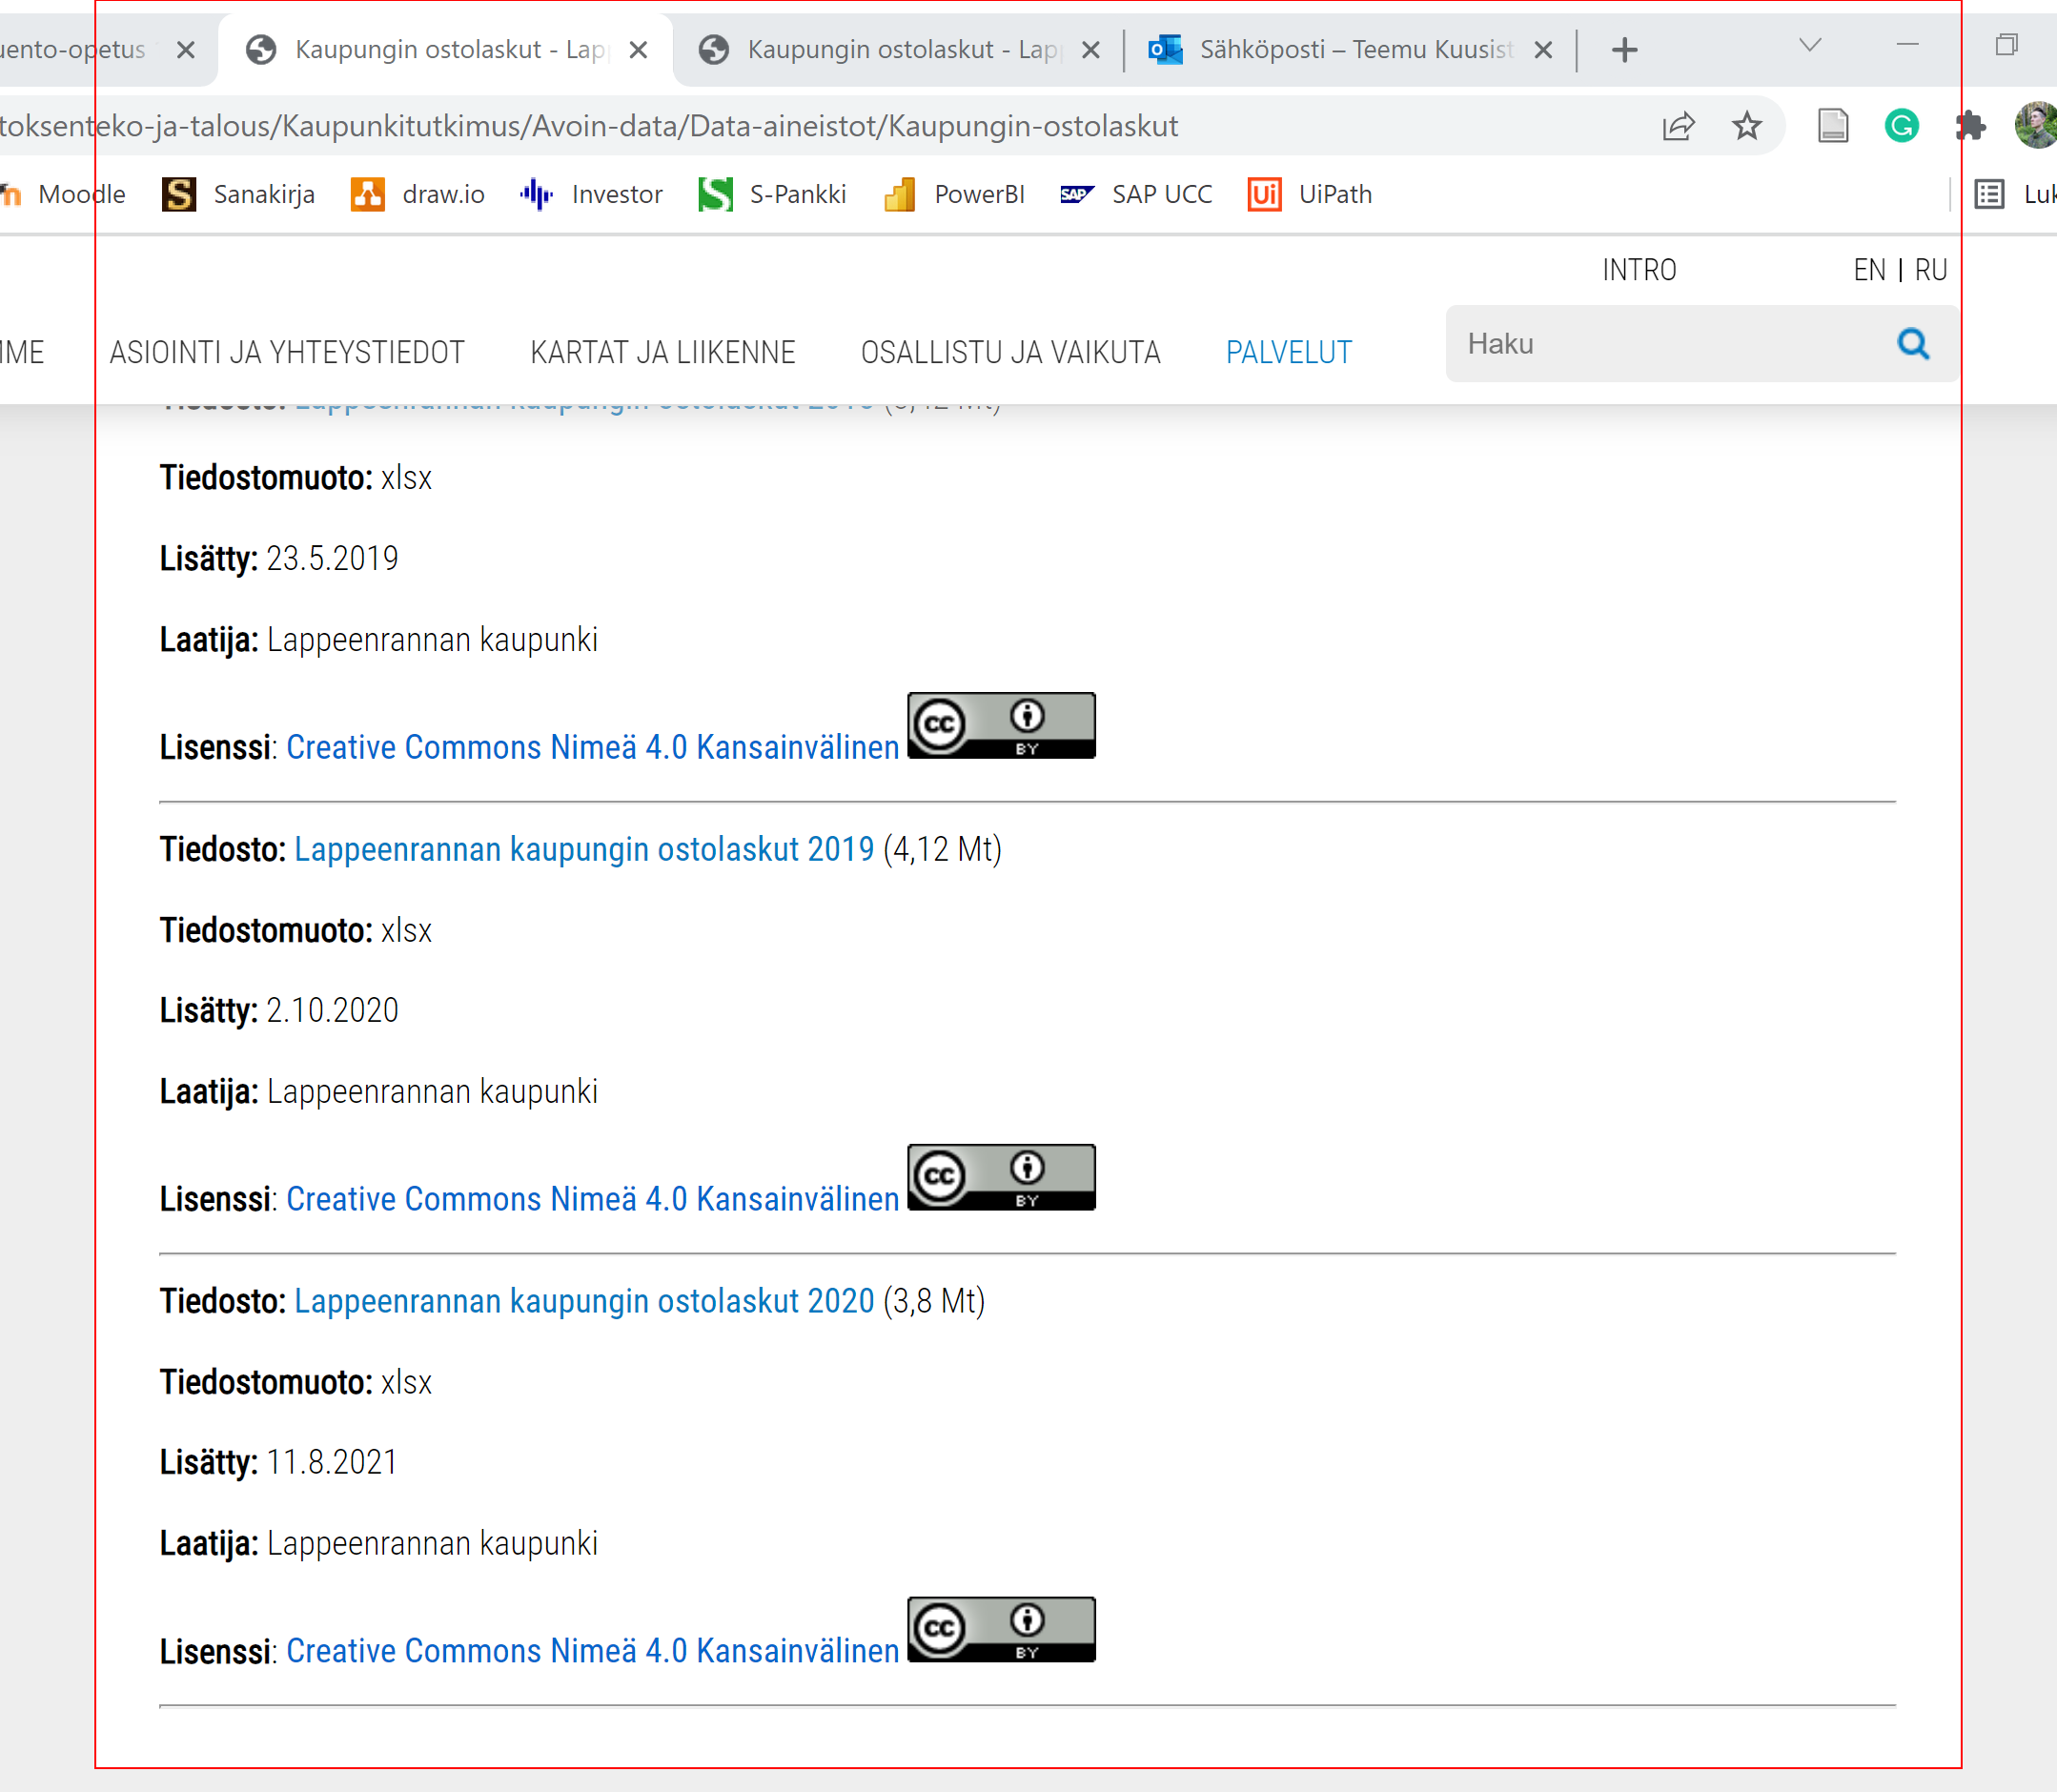 uento-opetus
Kaupungin ostolaskut - Lap
Kaupungin ostolaskut - Lap
Sähköposti – Teemu Kuusist
toksenteko-ja-talous/Kaupunkitutkimus/Avoin-data/Data-aineistot/Kaupungin-ostolaskut
Moodle Sanakirja draw.io Investor S-Pankki PowerBI SAP UCC UiPath Luk
INTRO EN | RU
MME ASIOINTI JA YHTEYSTIEDOT KARTAT JA LIIKENNE OSALLISTU JA VAIKUTA PALVELUT Haku
Tiedostomuoto: xlsx
Lisätty: 23.5.2019
Laatija: Lappeenrannan kaupunki
Lisenssi: Creative Commons Nimeä 4.0 Kansainvälinen cc BY
Tiedosto: Lappeenrannan kaupungin ostolaskut 2019 (4,12 Mt)
Tiedostomuoto: xlsx
Lisätty: 2.10.2020
Laatija: Lappeenrannan kaupunki
Lisenssi: Creative Commons Nimeä 4.0 Kansainvälinen cc BY
Tiedosto: Lappeenrannan kaupungin ostolaskut 2020 (3,8 Mt)
Tiedostomuoto: xlsx
Lisätty: 11.8.2021
Laatija: Lappeenrannan kaupunki
Lisenssi: Creative Commons Nimeä 4.0 Kansainvälinen cc BY